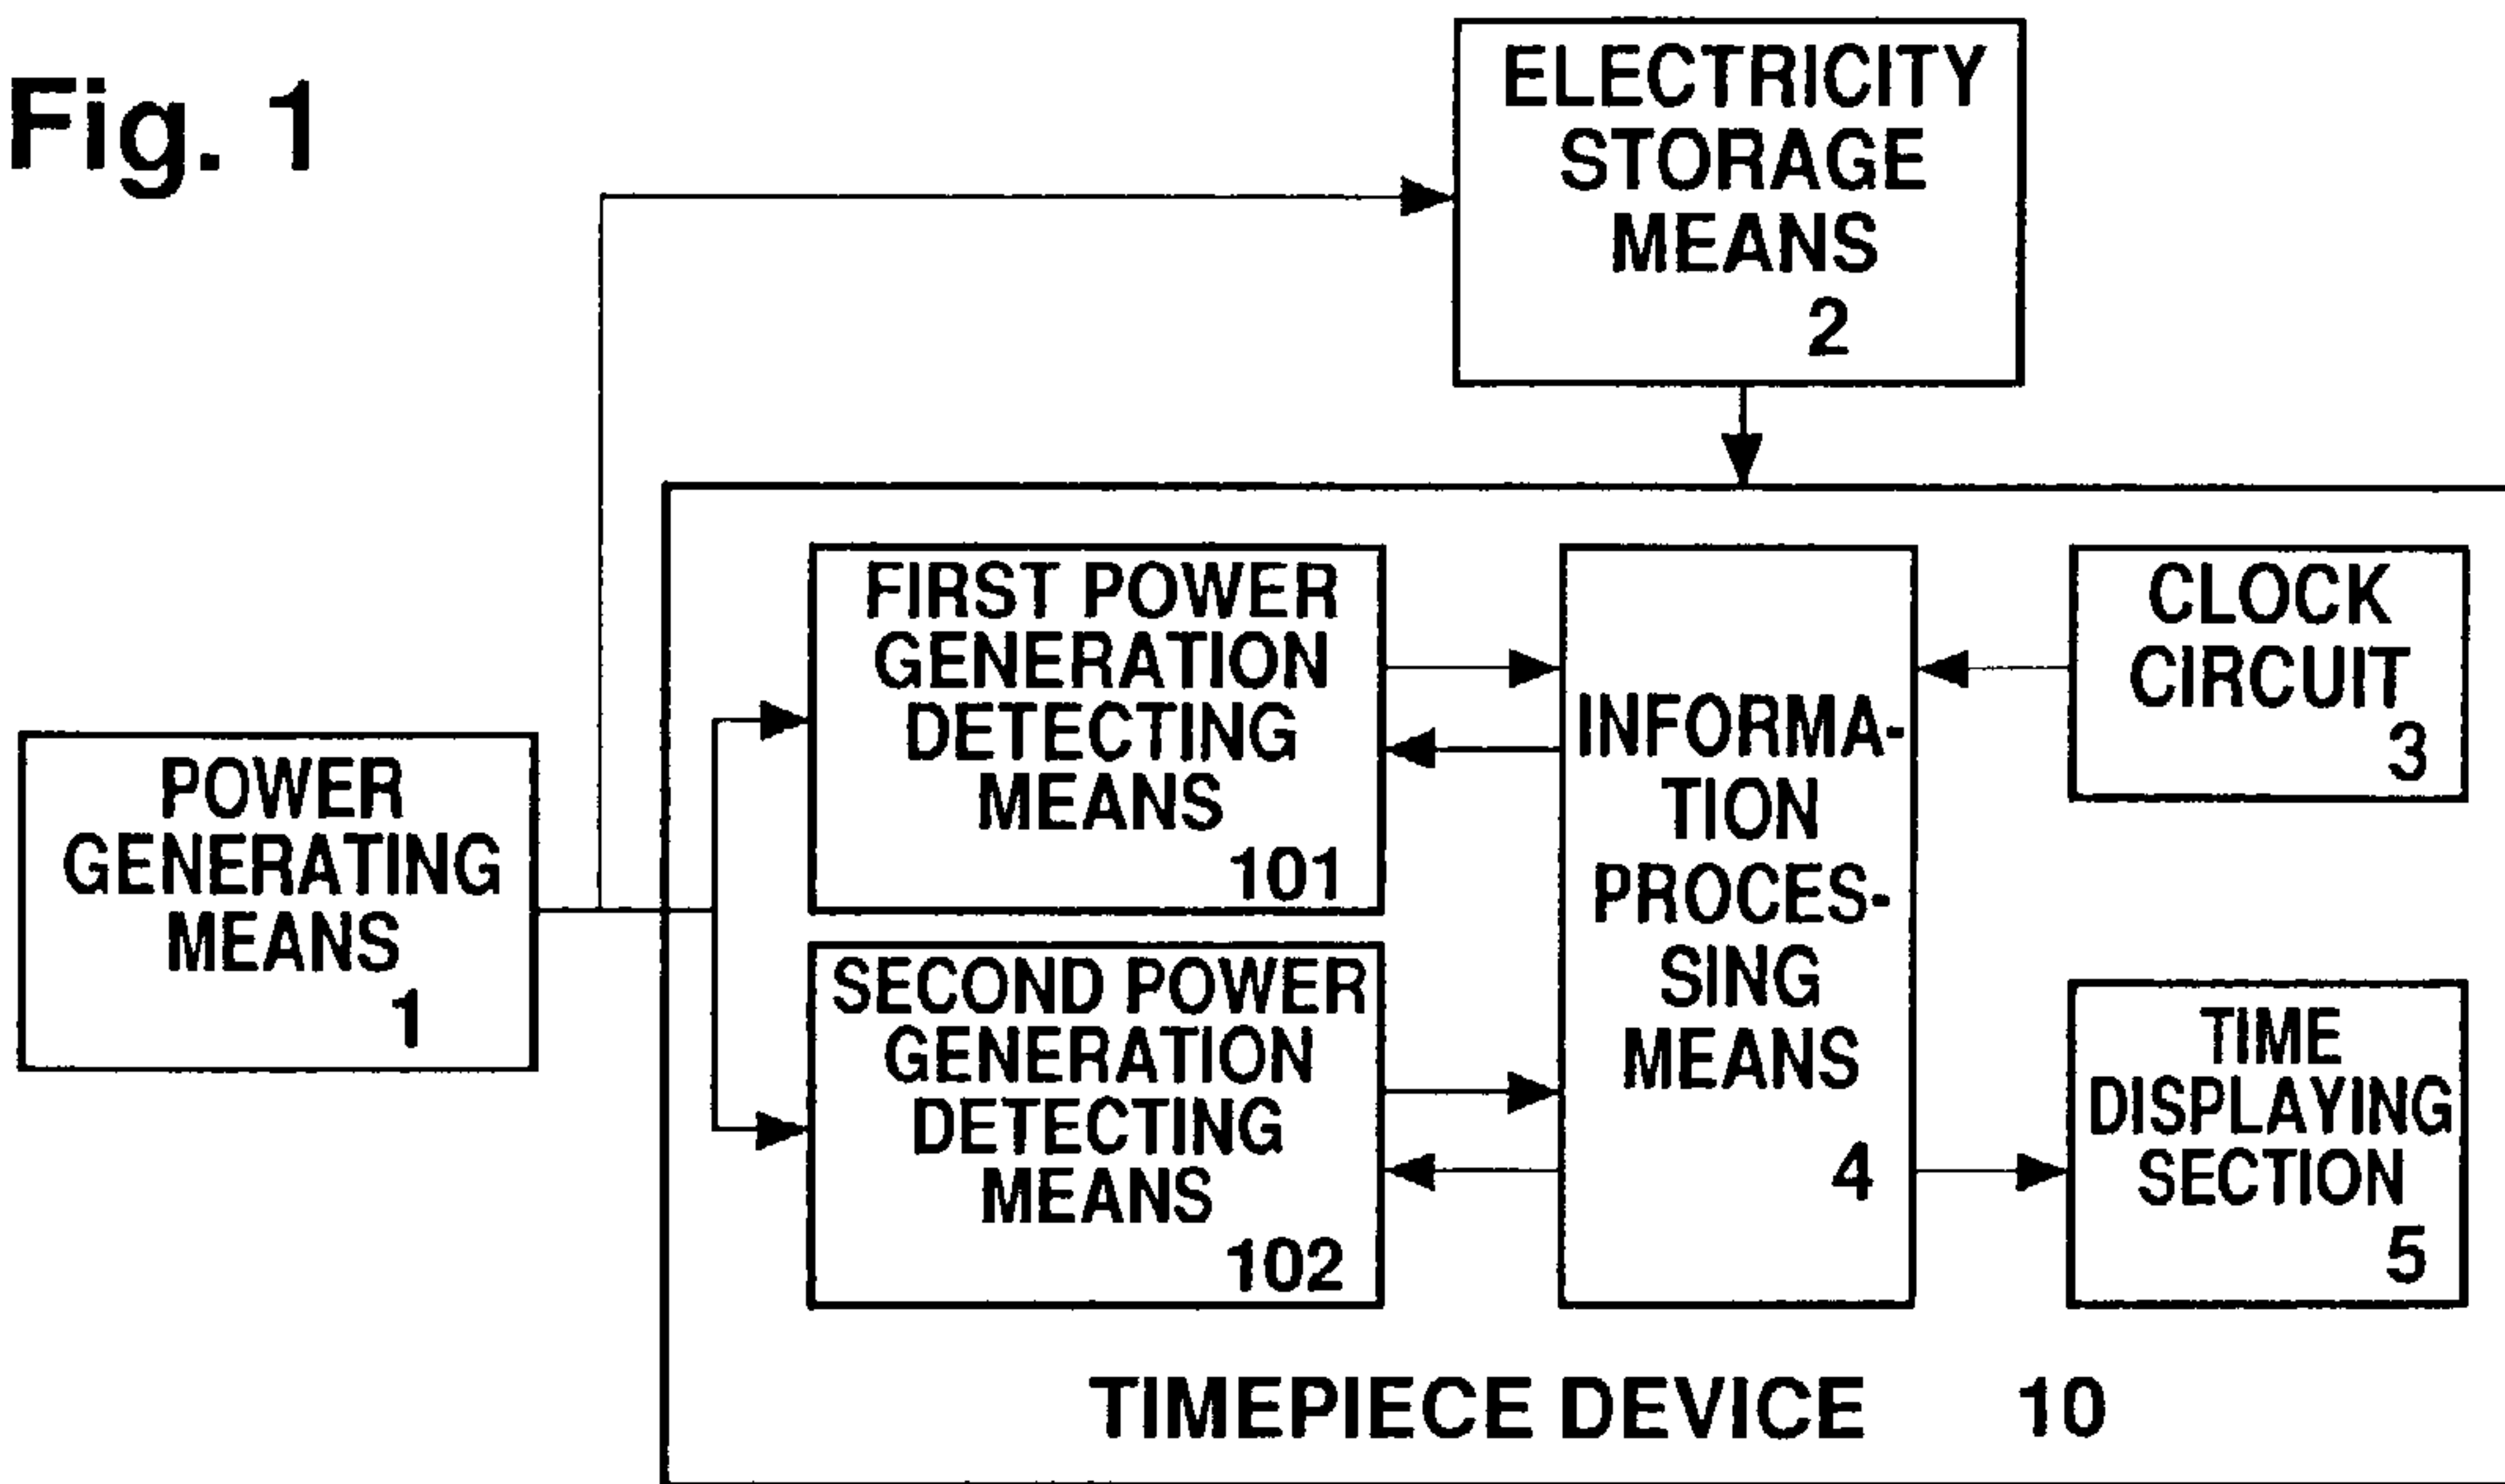 Fig. 1
ELECTRICITY
STORAGE
MEANS
2
FIRST POWER
GENERATION
DETECTING
MEANS
101
INFORMA-
TION
PROCES-
SING
MEANS
4
CLOCK
CIRCUIT
3
POWER
GENERATING
MEANS
1
SECOND POWER
GENERATION
DETECTING
MEANS
102
TIME
DISPLAYING
SECTION
5
TIMEPIECE DEVICE 10